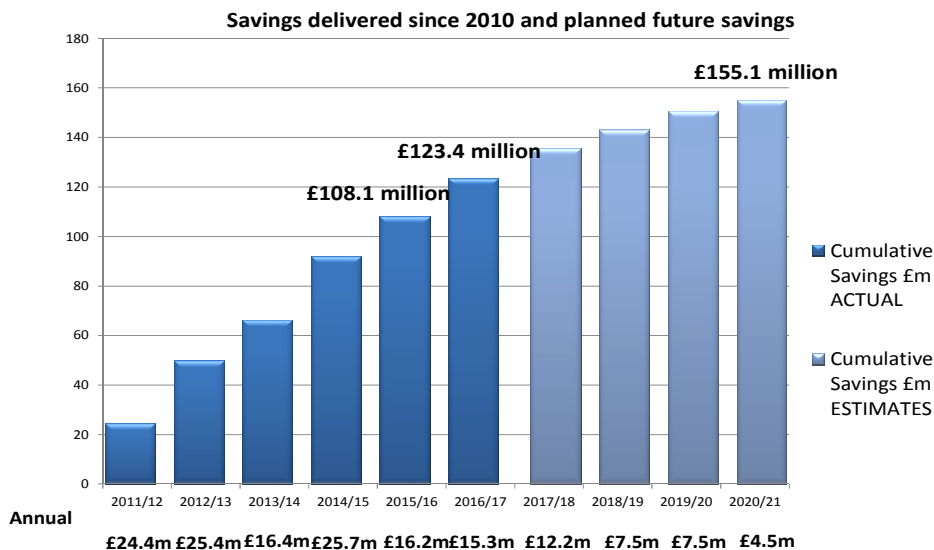 Savings delivered since 2010 and planned future savings
180
160
140
120
100
80
60
40
20
0
£155.1 million
£123.4 million
£108.1 million
Cumulative
Savings £m
ACTUAL
Cumulative
Savings £m
ESTIMATES
2011/12 2012/13 2013/14 2014/15 2015/16 2016/17 2017/18 2018/19 2019/20 2020/21
Annual
£24.4m £25.4m £16.4m £25.7m £16.2m £15.3m £12.2m £7.5m £7.5m £4.5m